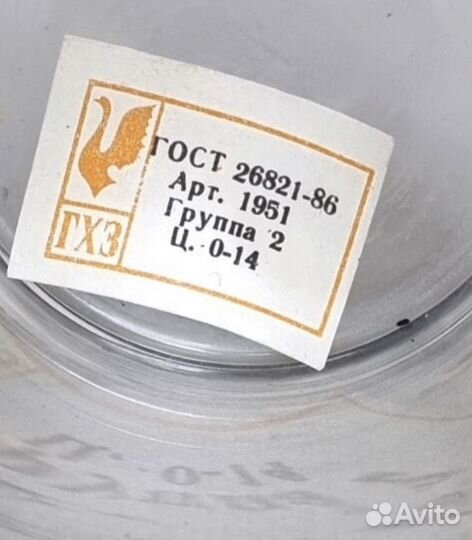 ГОСТ 26821-86
Арт. 1951
Группа 2
Ц. 0-14
ГХЗ
Avito